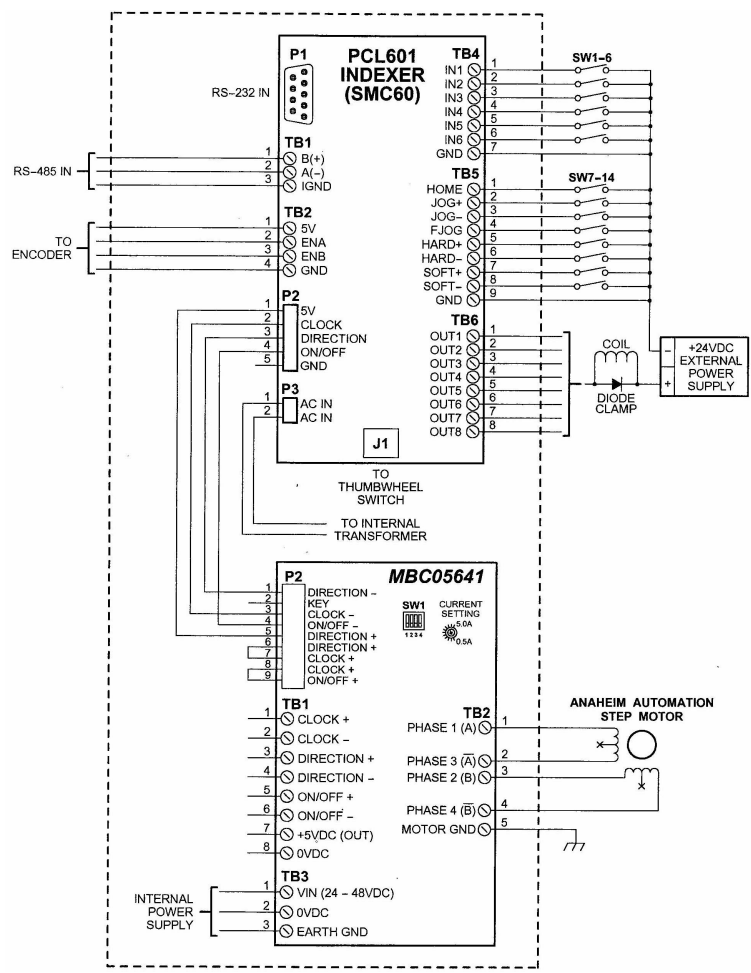 PCL601
INDEXER
(SMC60)
P1
RS-232 IN
TB1
RS-485 IN
1 B(+)
2 A(-)
3 IGND
TB2
TO
ENCODER
1 5V
2 ENA
3 ENB
4 GND
P2
1 5V
2 CLOCK
3 DIRECTION
4 ON/OFF
5 GND
P3
1 AC IN
2 AC IN
J1
TO
THUMBWHEEL
SWITCH
TO INTERNAL
TRANSFORMER
TB4
SW1-6
IN1 1
IN2 2
IN3 3
IN4 4
IN5 5
IN6 6
GND 7
TB5
SW7-14
HOME 1
JOG+ 2
JOG- 3
FJOG 4
HARD+ 5
HARD- 6
SOFT+ 7
SOFT- 8
GND 9
TB6
OUT1 1
OUT2 2
OUT3 3
OUT4 4
OUT5 5
OUT6 6
OUT7 7
OUT8 8
COIL
DIODE
CLAMP
-
+
+24VDC
EXTERNAL
POWER
SUPPLY
MBC05641
P2
1 DIRECTION -
2 KEY
3 CLOCK -
4 ON/OFF -
5 DIRECTION +
6 DIRECTION +
7 CLOCK +
8 CLOCK +
9 ON/OFF +
SW1
1 2 3 4
CURRENT
SETTING
5.0A
0.5A
TB1
1 CLOCK +
2 CLOCK -
3 DIRECTION +
4 DIRECTION -
5 ON/OFF +
6 ON/OFF -
7 +5VDC (OUT)
8 0VDC
TB2
PHASE 1 (A) 1
PHASE 3 (A̅) 2
PHASE 2 (B) 3
PHASE 4 (B̅) 4
MOTOR GND 5
ANAHEIM AUTOMATION
STEP MOTOR
TB3
INTERNAL
POWER
SUPPLY
1 VIN (24 - 48VDC)
2 0VDC
3 EARTH GND